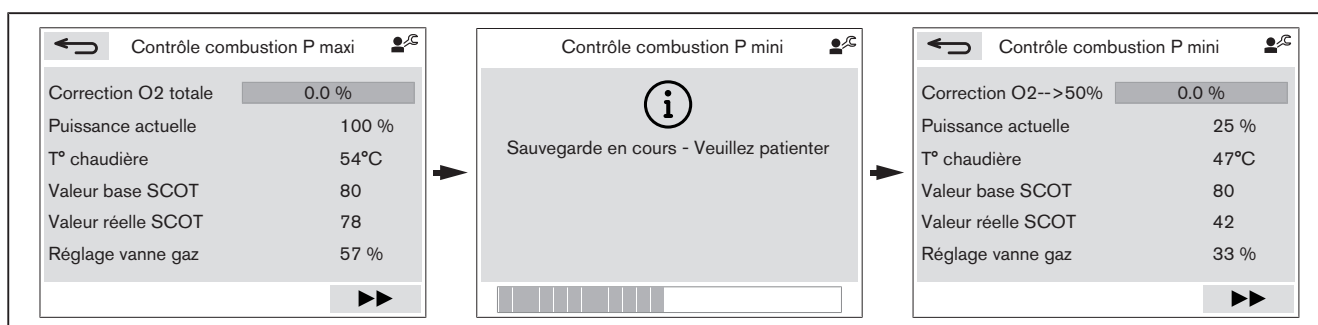 Contrôle combustion P maxi
Correction O2 totale 0.0 %
Puissance actuelle 100 %
T° chaudière 54°C
Valeur base SCOT 80
Valeur réelle SCOT 78
Réglage vanne gaz 57 %
Contrôle combustion P mini
Sauvegarde en cours - Veuillez patienter
Contrôle combustion P mini
Correction O2-->50% 0.0 %
Puissance actuelle 25 %
T° chaudière 47°C
Valeur base SCOT 80
Valeur réelle SCOT 42
Réglage vanne gaz 33 %